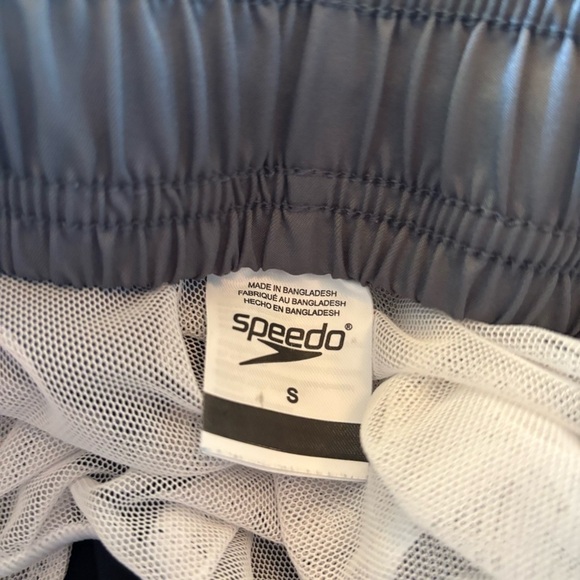 MADE IN BANGLADESH
FABRIQUÉ AU BANGLADESH
HECHO EN BANGLADESH
speedo®
S